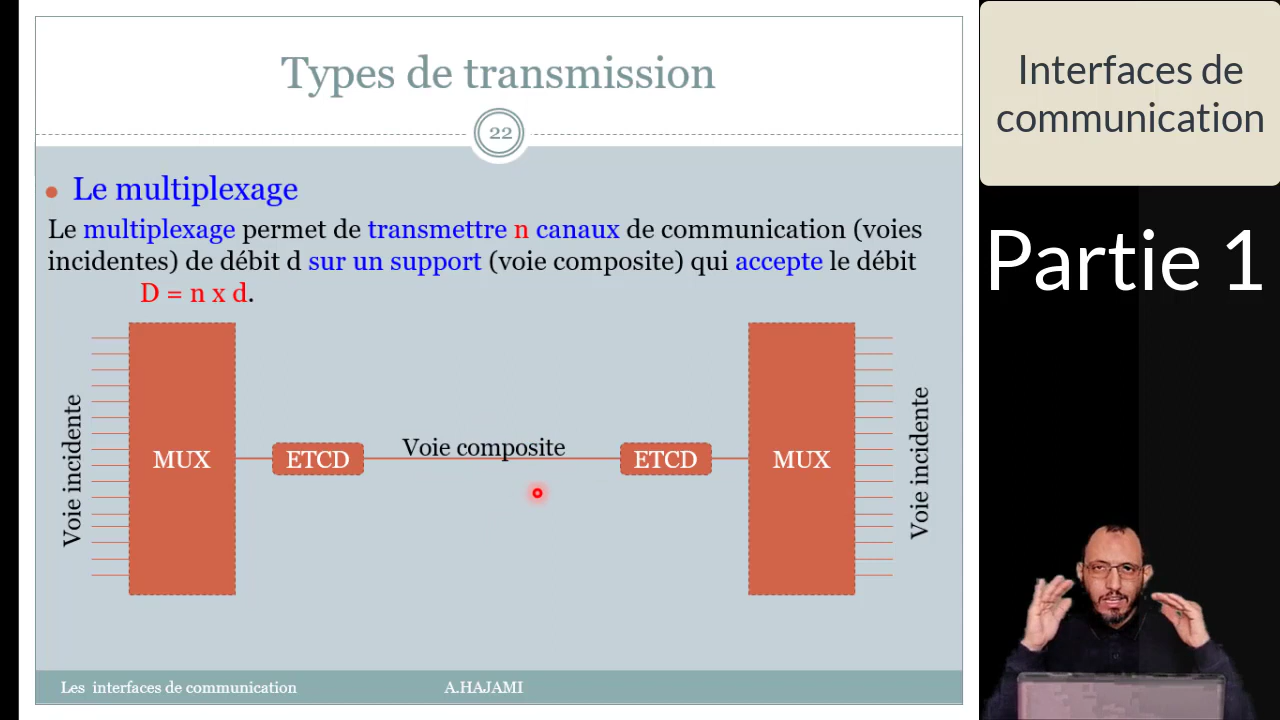 Types de transmission
22
Le multiplexage
Le multiplexage permet de transmettre n canaux de communication (voies
incidentes) de débit d sur un support (voie composite) qui accepte le débit
D = n x d.
Voie incidente
MUX
ETCD
Voie composite
ETCD
MUX
Voie incidente
Les interfaces de communication
A.HAJAMI
Interfaces de
communication
Partie 1